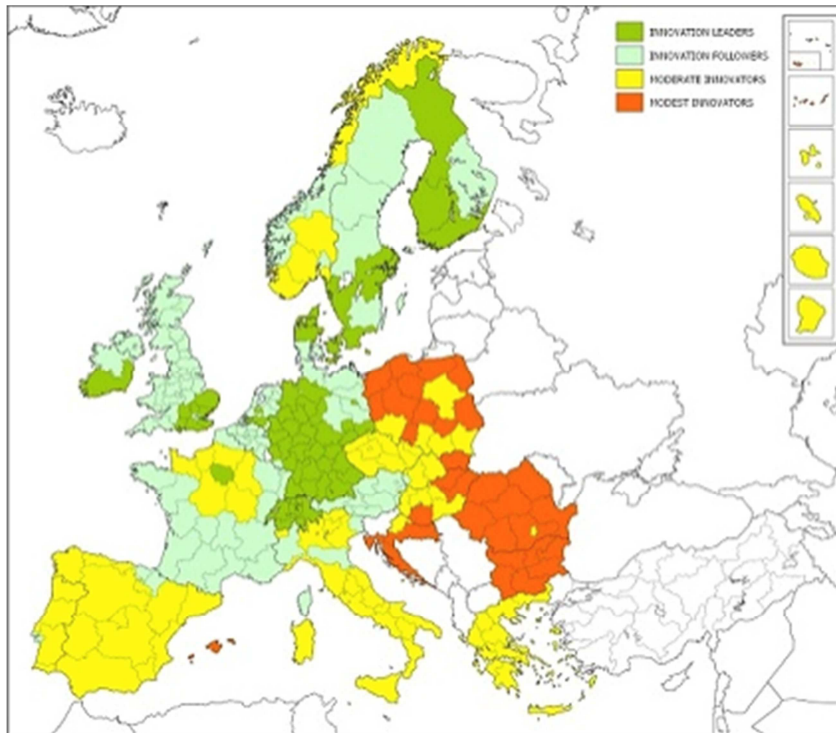 INNOVATION LEADERS
INNOVATION FOLLOWERS
MODERATE INNOVATORS
MODEST INNOVATORS